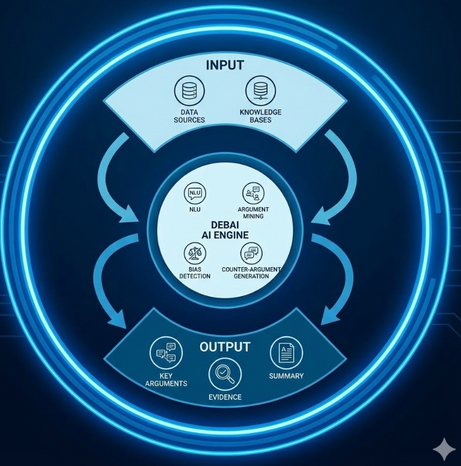 INPUT
DATA
SOURCES
KNOWLEDGE
BASES
NLU
NLU
ARGUMENT
MINING
DEBAI
AI ENGINE
BIAS
DETECTION
COUNTER-ARGUMENT
GENERATION
OUTPUT
KEY
ARGUMENTS
EVIDENCE
A
SUMMARY